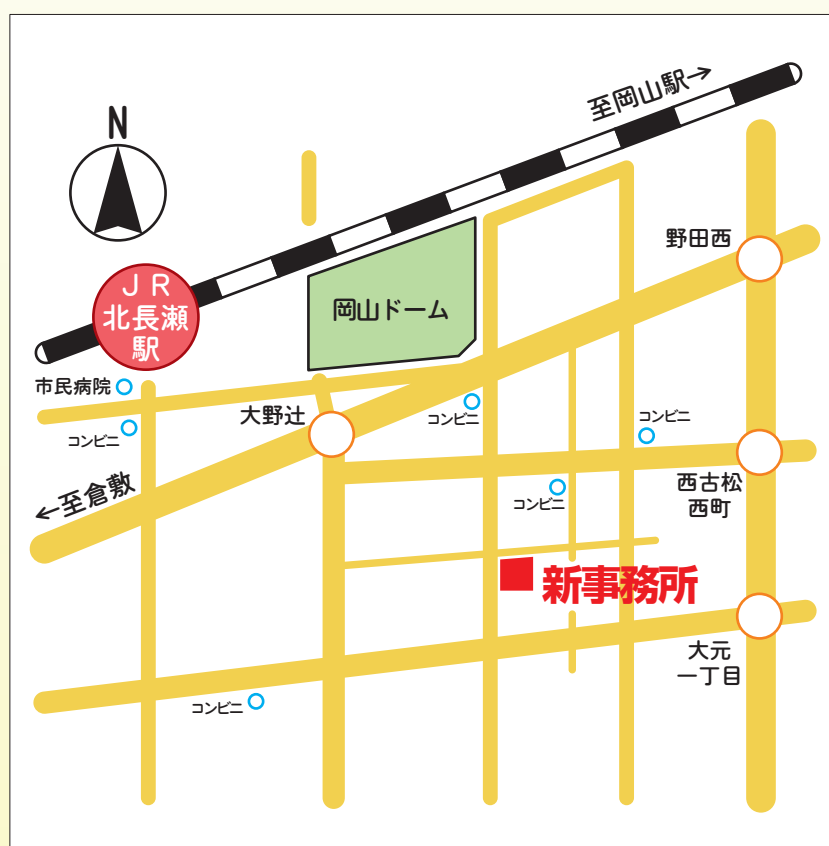 N
至岡山駅→
野田西
ＪＲ
北長瀬
駅
岡山ドーム
市民病院
大野辻
コンビニ
コンビニ
コンビニ
←至倉敷
西古松
西町
コンビニ
新事務所
大元
一丁目
コンビニ